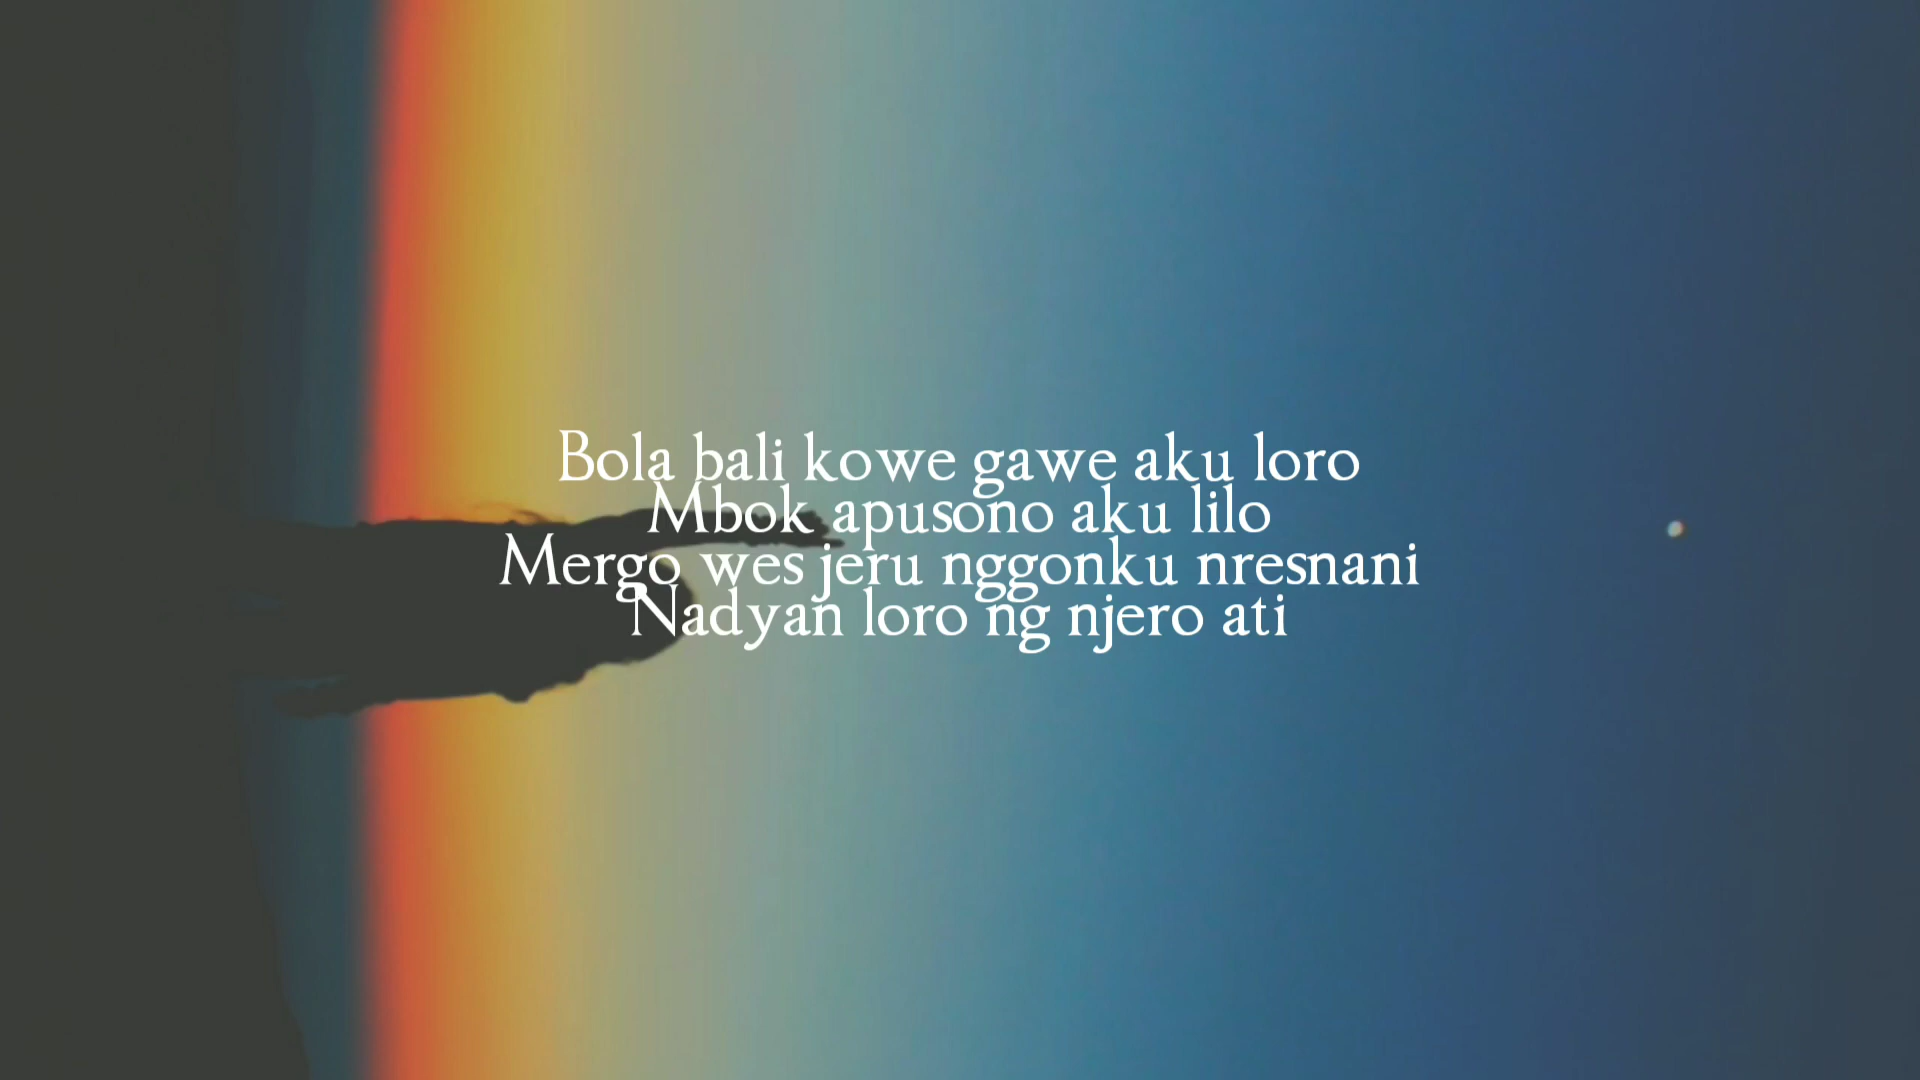 Bola bali kowe gawe aku loro
Mbok apusono aku lilo
Mergo wes jeru nggonku nresnani
Nadyan loro ng njero ati